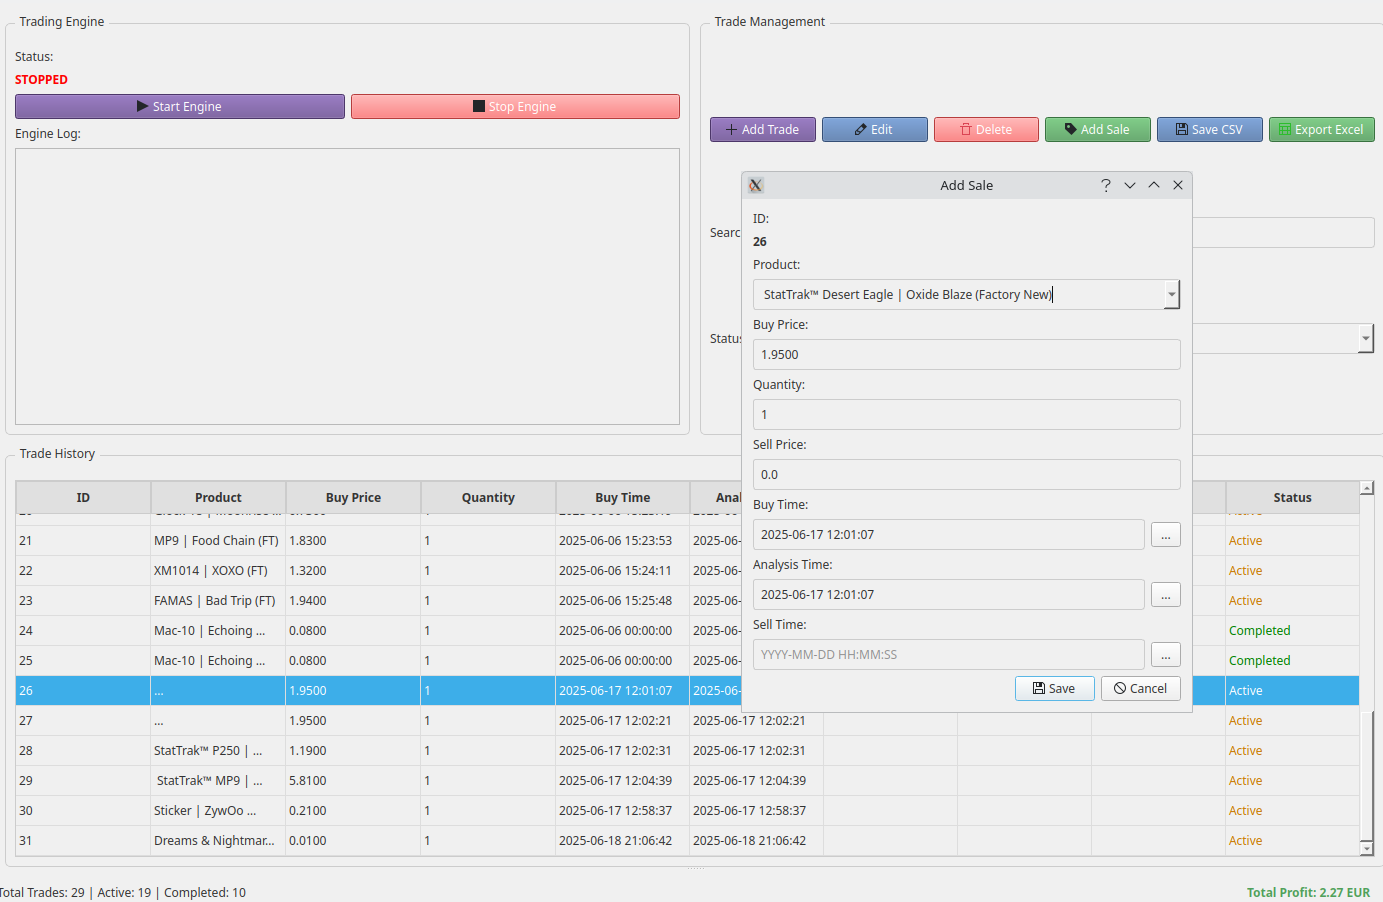 Trading Engine
Trade Management
Status:
STOPPED
Start Engine
Stop Engine
Engine Log:
Add Trade
Edit
Delete
Add Sale
Save CSV
Export Excel
Add Sale
ID:
26
Product:
StatTrak™ Desert Eagle | Oxide Blaze (Factory New)
Buy Price:
1.9500
Quantity:
1
Sell Price:
0.0
Buy Time:
2025-06-17 12:01:07
...
Analysis Time:
2025-06-17 12:01:07
...
Sell Time:
YYYY-MM-DD HH:MM:SS
...
Save
Cancel
Trade History
ID Product Buy Price Quantity Buy Time Status
21 MP9 | Food Chain (FT) 1.8300 1 2025-06-06 15:23:53 2025-06- Active
22 XM1014 | XOXO (FT) 1.3200 1 2025-06-06 15:24:11 2025-06- Active
23 FAMAS | Bad Trip (FT) 1.9400 1 2025-06-06 15:25:48 2025-06- Active
24 Mac-10 | Echoing ... 0.0800 1 2025-06-06 00:00:00 2025-06- Completed
25 Mac-10 | Echoing ... 0.0800 1 2025-06-06 00:00:00 2025-06- Completed
26 ... 1.9500 1 2025-06-17 12:01:07 2025-06- Active
27 ... 1.9500 1 2025-06-17 12:02:21 2025-06-17 12:02:21 Active
28 StatTrak™ P250 | ... 1.1900 1 2025-06-17 12:02:31 2025-06-17 12:02:31 Active
29 StatTrak™ MP9 | ... 5.8100 1 2025-06-17 12:04:39 2025-06-17 12:04:39 Active
30 Sticker | ZywOo ... 0.2100 1 2025-06-17 12:58:37 2025-06-17 12:58:37 Active
31 Dreams & Nightmar... 0.0100 1 2025-06-18 21:06:42 2025-06-18 21:06:42 Active
Total Trades: 29 | Active: 19 | Completed: 10
Total Profit: 2.27 EUR